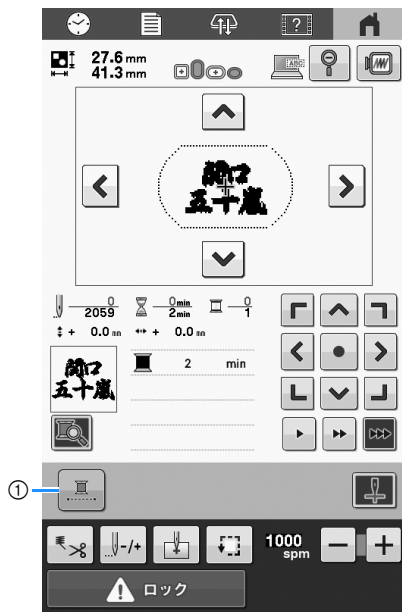 ?
27.6 mm
41.3 mm
ABC
関口
五十嵐
0
2059
0 min
2 min
0
1
+ 0.0 mm
+ 0.0 mm
関口
五十嵐
2 min
①
-/+
1000
spm
− +
ロック